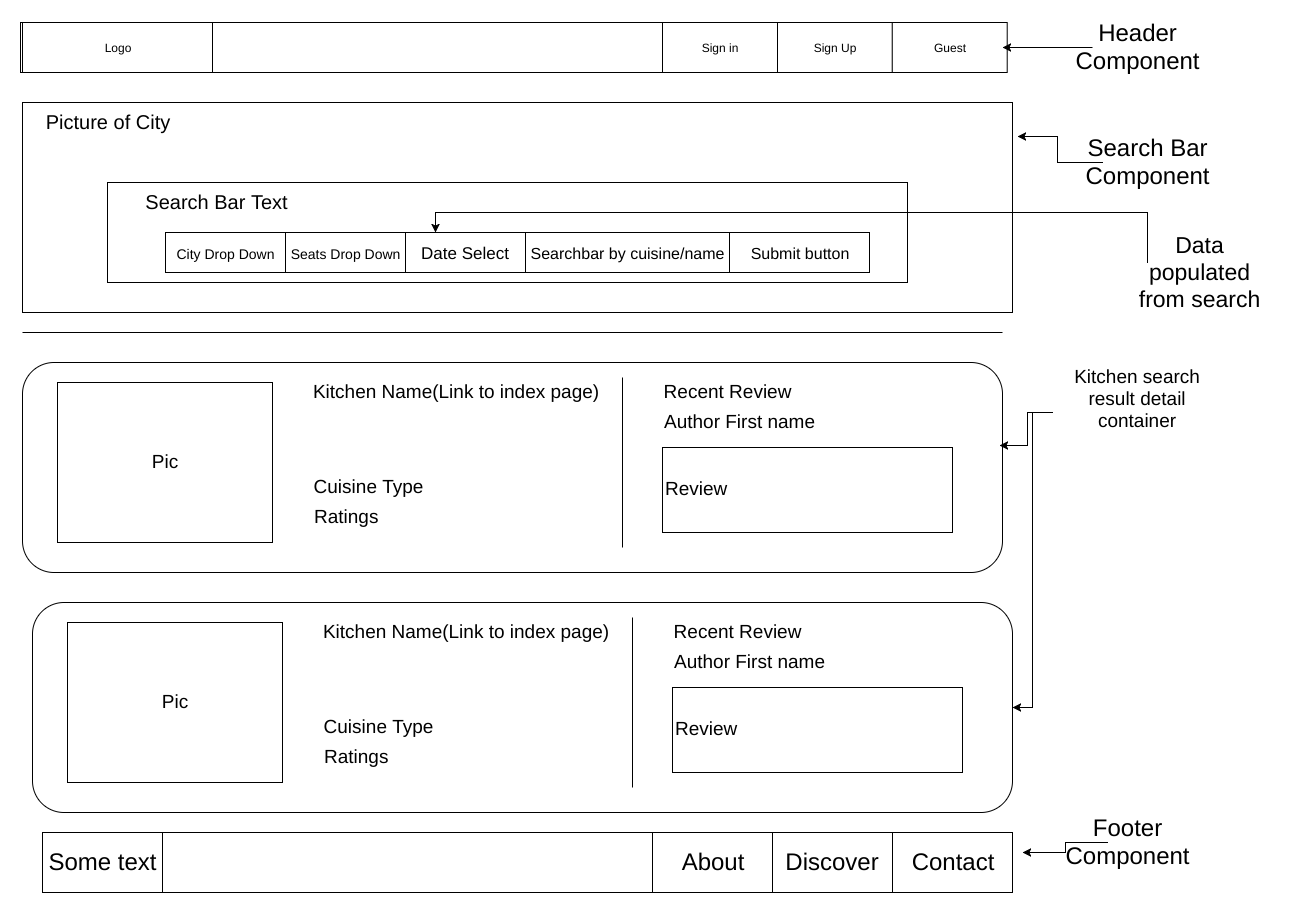 Logo
Sign in
Sign Up
Guest
Header
Component
Picture of City
Search Bar
Component
Search Bar Text
City Drop Down
Seats Drop Down
Date Select
Searchbar by cuisine/name
Submit button
Data
populated
from search
Kitchen Name(Link to index page)
Recent Review
Author First name
Pic
Review
Cuisine Type
Ratings
Kitchen search
result detail
container
Kitchen Name(Link to index page)
Recent Review
Author First name
Pic
Review
Cuisine Type
Ratings
Some text
About
Discover
Contact
Footer
Component